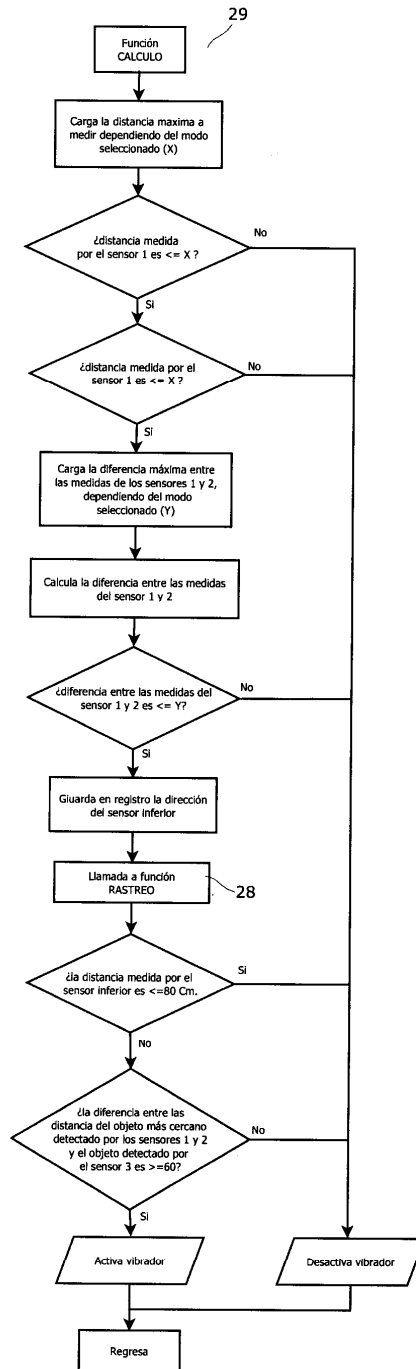 29
Función
CALCULO
Carga la distancia maxima a
medir dependiendo del modo
seleccionado (X)
¿distancia medida
por el sensor 1 es <= X ?
No
Si
¿distancia medida por el
sensor 1 es <= X ?
No
Si
Carga la diferencia máxima entre
las medidas de los sensores 1 y 2,
dependiendo del modo
seleccionado (Y)
Calcula la diferencia entre las medidas
del sensor 1 y 2
¿diferencia entre las medidas del
sensor 1 y 2 es <= Y?
No
Si
Giuarda en registro la dirección
del sensor inferior
Llamada a función
RASTREO
28
¿la distancia medida por el
sensor inferior es <=80 Cm.
Si
No
¿la diferencia entre las
distancia del objeto más cercano
detectado por los sensores 1 y 2
y el objeto detectado por
el sensor 3 es >=60?
No
Si
Activa vibrador
Desactiva vibrador
Regresa